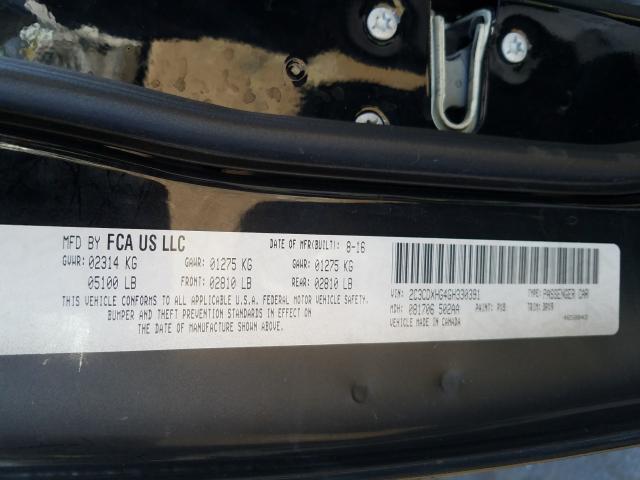 MFD BY FCA US LLC DATE OF MFR(BUILT): 8-16
GVWR: 02314 KG GAWR: 01275 KG GAWR: 01275 KG
05100 LB FRONT: 02810 LB REAR: 02810 LB
THIS VEHICLE CONFORMS TO ALL APPLICABLE U.S.A. FEDERAL MOTOR VEHICLE SAFETY,
BUMPER AND THEFT PREVENTION STANDARDS IN EFFECT ON
THE DATE OF MANUFACTURE SHOWN ABOVE.
VIN: 2C3CDXHG4GH330391 TYPE: PASSENGER CAR
MDH: 081706 502AA PAINT: PX8 TRIM:
VEHICLE MADE IN CANADA